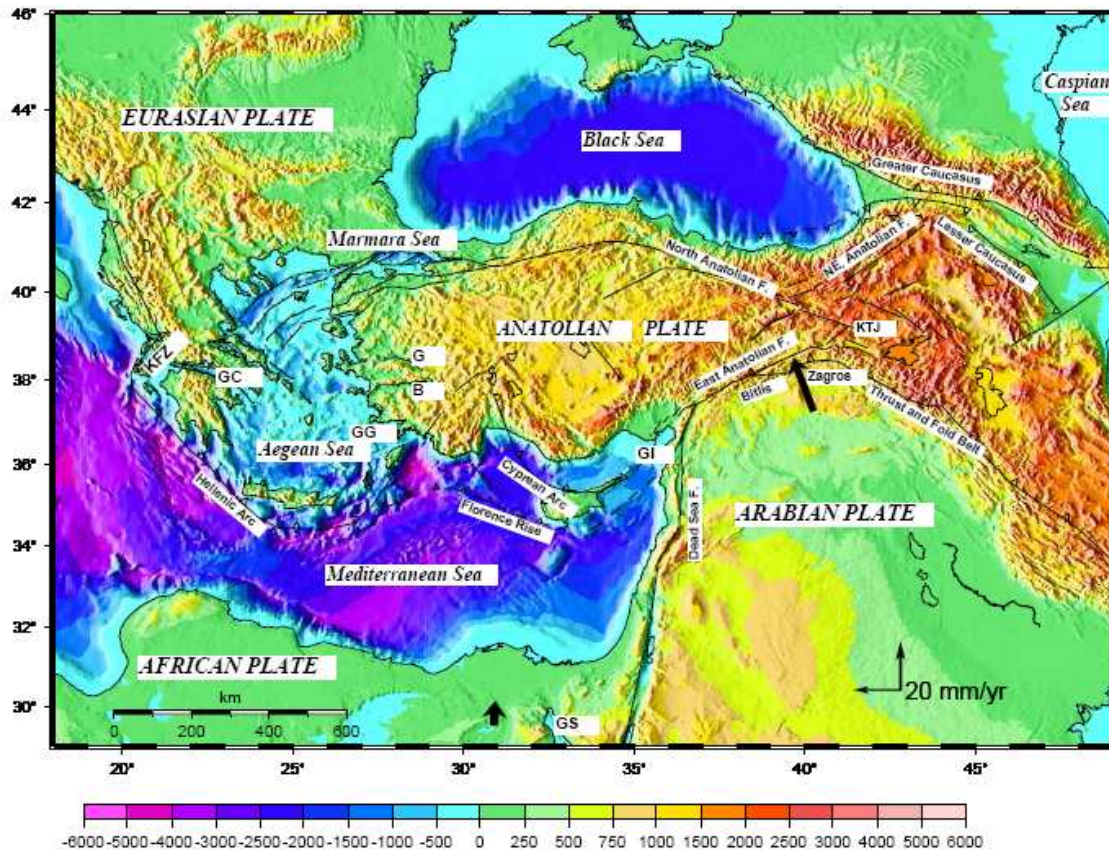 46°
44°
42°
40°
38°
36°
34°
32°
30°
EURASIAN PLATE
Black Sea
Caspian
Sea
Greater Caucasus
Marmara Sea
North Anatolian F.
NE. Anatolian F.
Lesser Caucasus
ANATOLIAN PLATE
KTJ
KFZ
GC
G
B
East Anatolian F.
Bitlis
Zagros
Thrust and Fold Belt
GG
Aegean Sea
GI
Hellenic Arc
Cyprean Arc
Florence Rise
Dead Sea F.
ARABIAN PLATE
Mediterranean Sea
AFRICAN PLATE
km
0 200 400 600
GS
20 mm/yr
20° 25° 30° 35° 40° 45°
-6000 -5000 -4000 -3000 -2500 -2000 -1500 -1000 -500 0 250 500 750 1000 1500 2000 2500 3000 4000 5000 6000